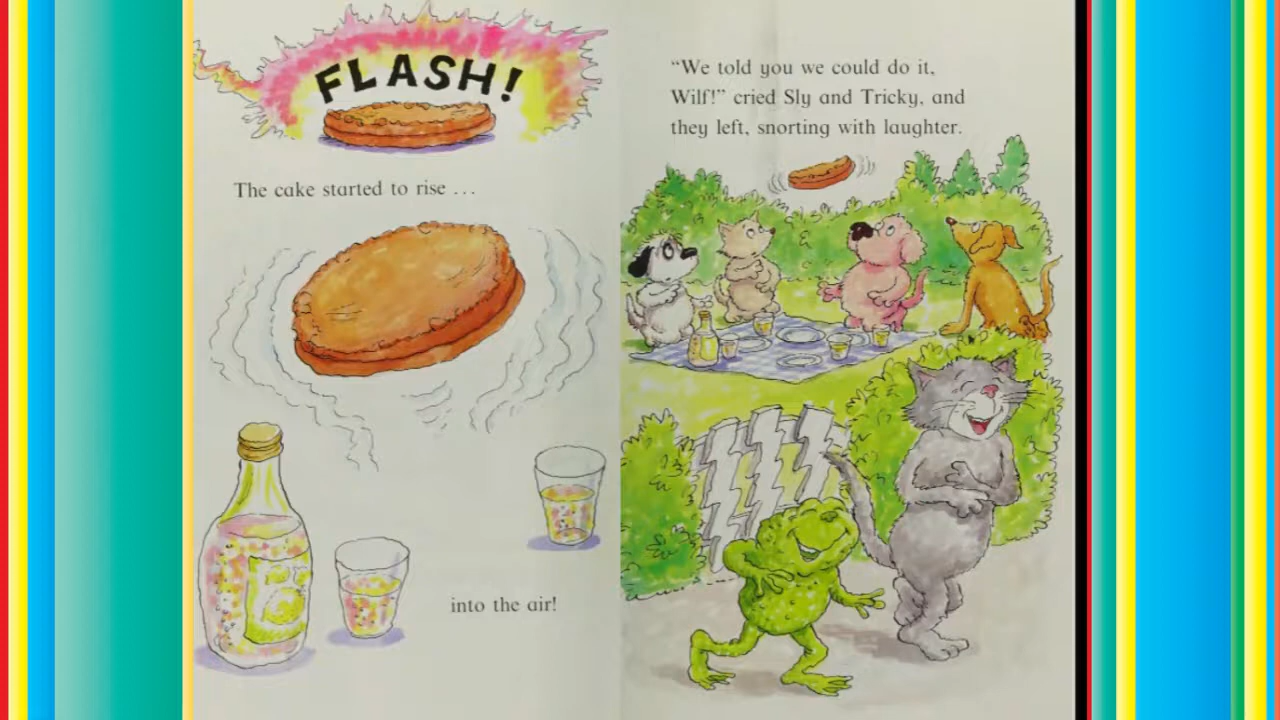 FLASH!
The cake started to rise ...
into the air!
“We told you we could do it,
Wilf!” cried Sly and Tricky, and
they left, snorting with laughter.